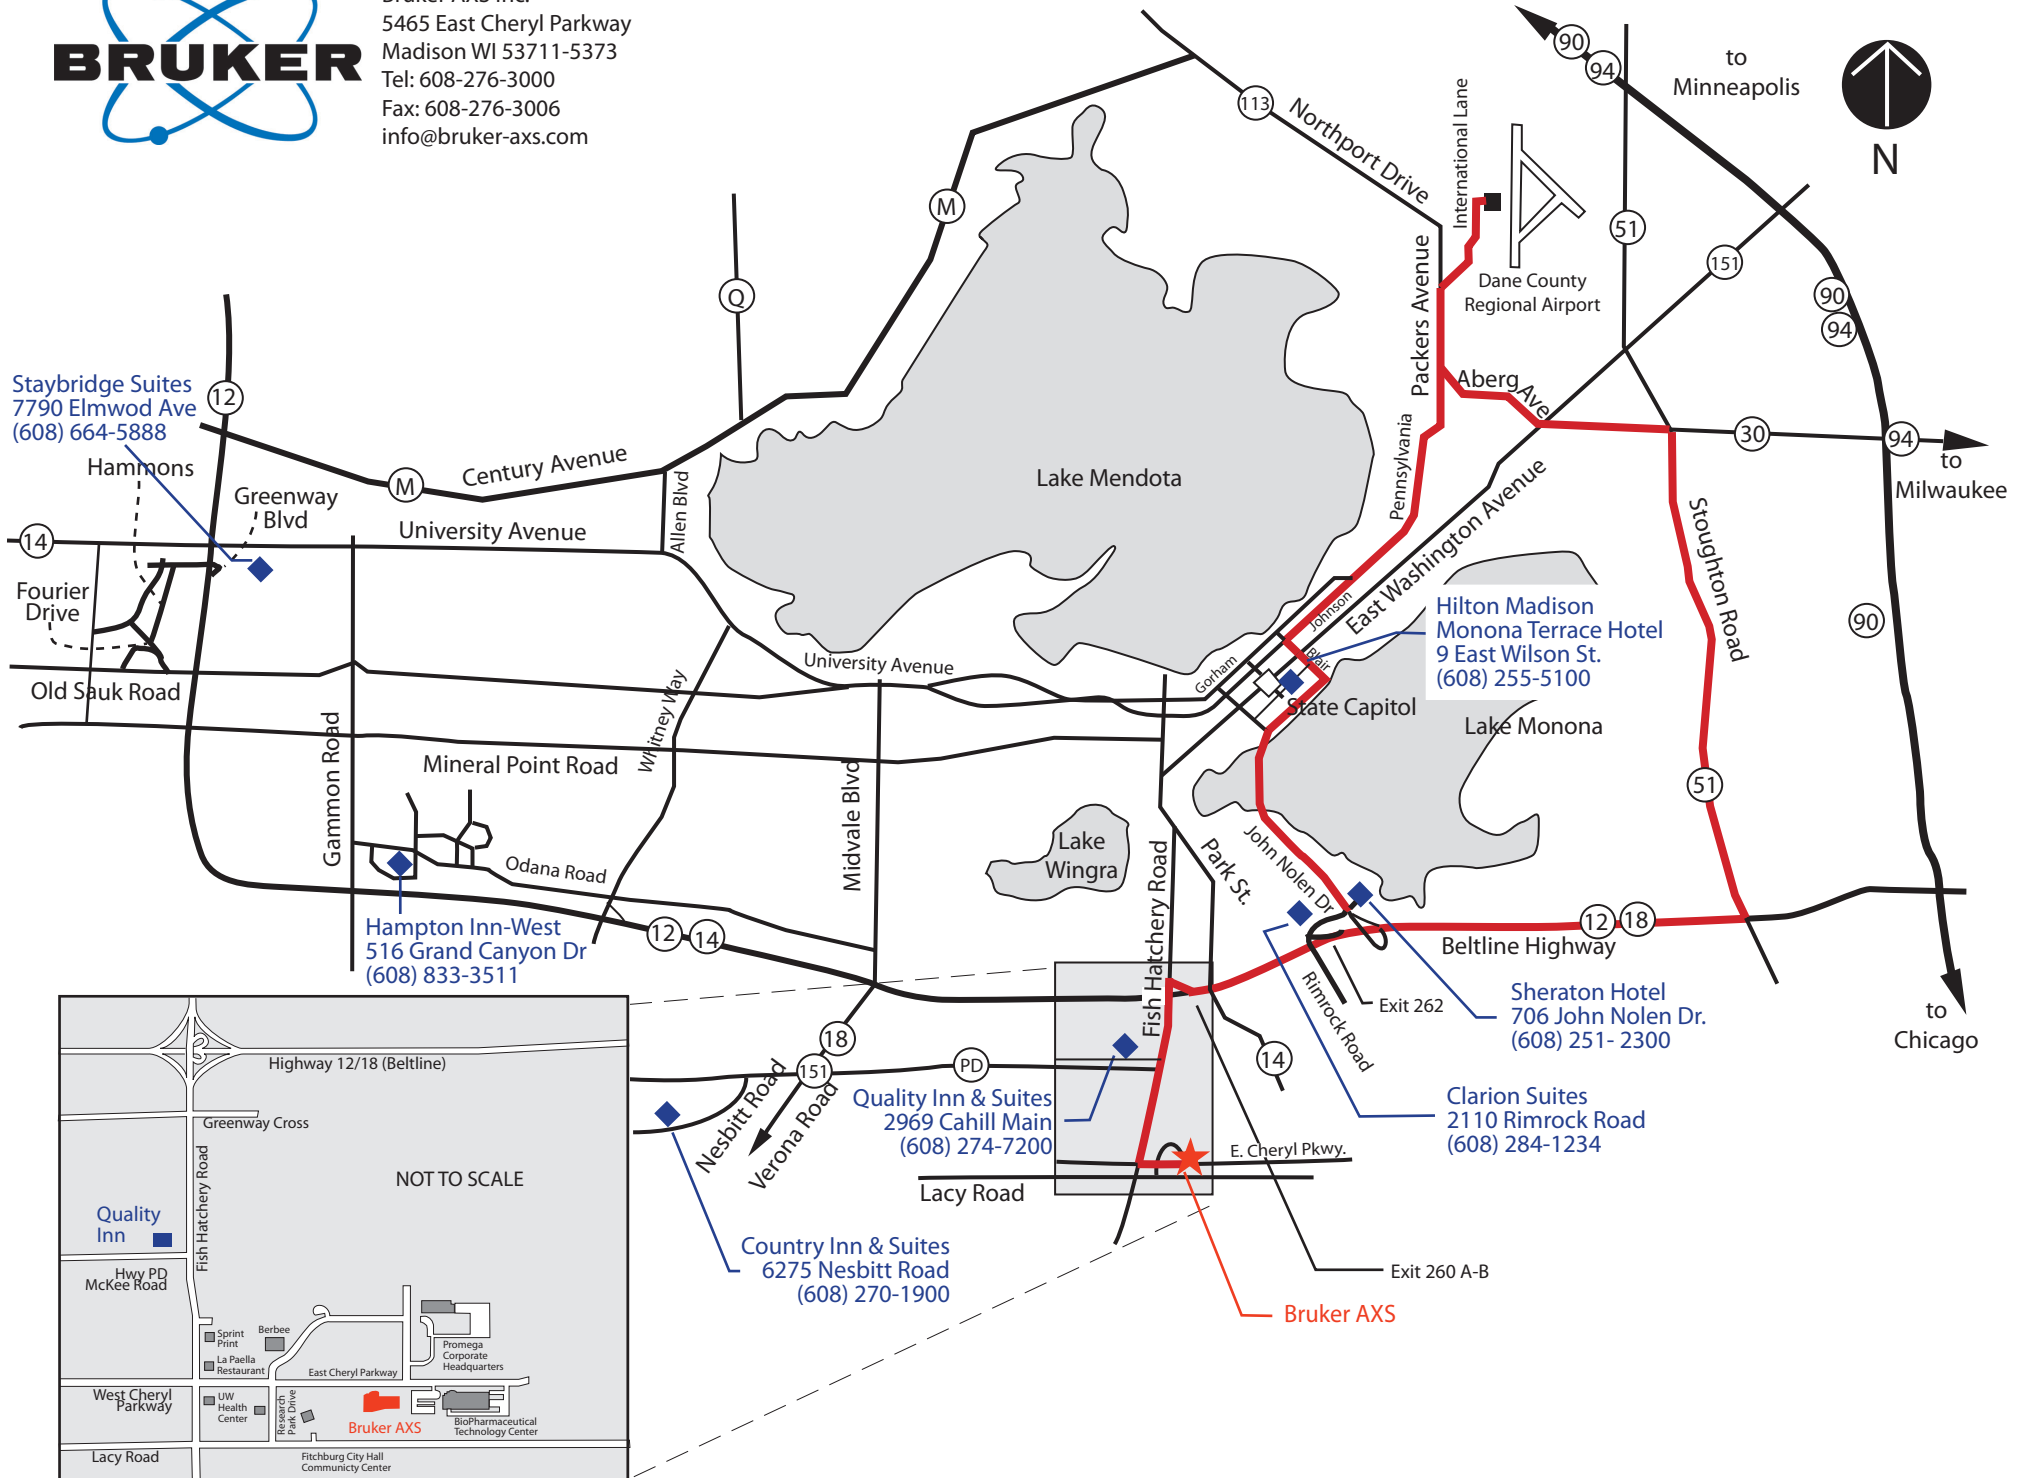 BRUKER
Bruker AXS Inc.
5465 East Cheryl Parkway
Madison WI 53711-5373
Tel: 608-276-3000
Fax: 608-276-3006
info@bruker-axs.com
90
94
to
Minneapolis
N
113
Northport Drive
International Lane
M
51
151
Q
Dane County
Regional Airport
Packers Avenue
90
94
Staybridge Suites
7790 Elmwod Ave
(608) 664-5888
12
Aberg Ave
30
94
to
Milwaukee
Hammons
Greenway
Blvd
M
Century Avenue
Allen Blvd
Lake Mendota
Pennsylvania
East Washington Avenue
Stoughton Road
14
University Avenue
Fourier
Drive
Johnson
Hilton Madison
Monona Terrace Hotel
9 East Wilson St.
(608) 255-5100
90
Old Sauk Road
University Avenue
Gorham
Blair
State Capitol
Lake Monona
Whitney Way
Gammon Road
Mineral Point Road
Midvale Blvd
51
Lake
Wingra
Odana Road
Fish Hatchery Road
Park St.
John Nolen Dr
Hampton Inn-West
516 Grand Canyon Dr
(608) 833-3511
12
14
12
18
Beltline Highway
Rimrock Road
Exit 262
Sheraton Hotel
706 John Nolen Dr.
(608) 251- 2300
to
Chicago
18
151
PD
14
Nesbitt Road
Verona Road
Quality Inn & Suites
2969 Cahill Main
(608) 274-7200
Clarion Suites
2110 Rimrock Road
(608) 284-1234
E. Cheryl Pkwy.
Lacy Road
Country Inn & Suites
6275 Nesbitt Road
(608) 270-1900
Exit 260 A-B
Bruker AXS
Highway 12/18 (Beltline)
Greenway Cross
Fish Hatchery Road
NOT TO SCALE
Quality
Inn
Hwy PD
McKee Road
Sprint
Print
Berbee
La Paella
Restaurant
Promega
Corporate
Headquarters
East Cheryl Parkway
West Cheryl
Parkway
UW
Health
Center
Research
Park Drive
Bruker AXS
BioPharmaceutical
Technology Center
Lacy Road
Fitchburg City Hall
Communicty Center